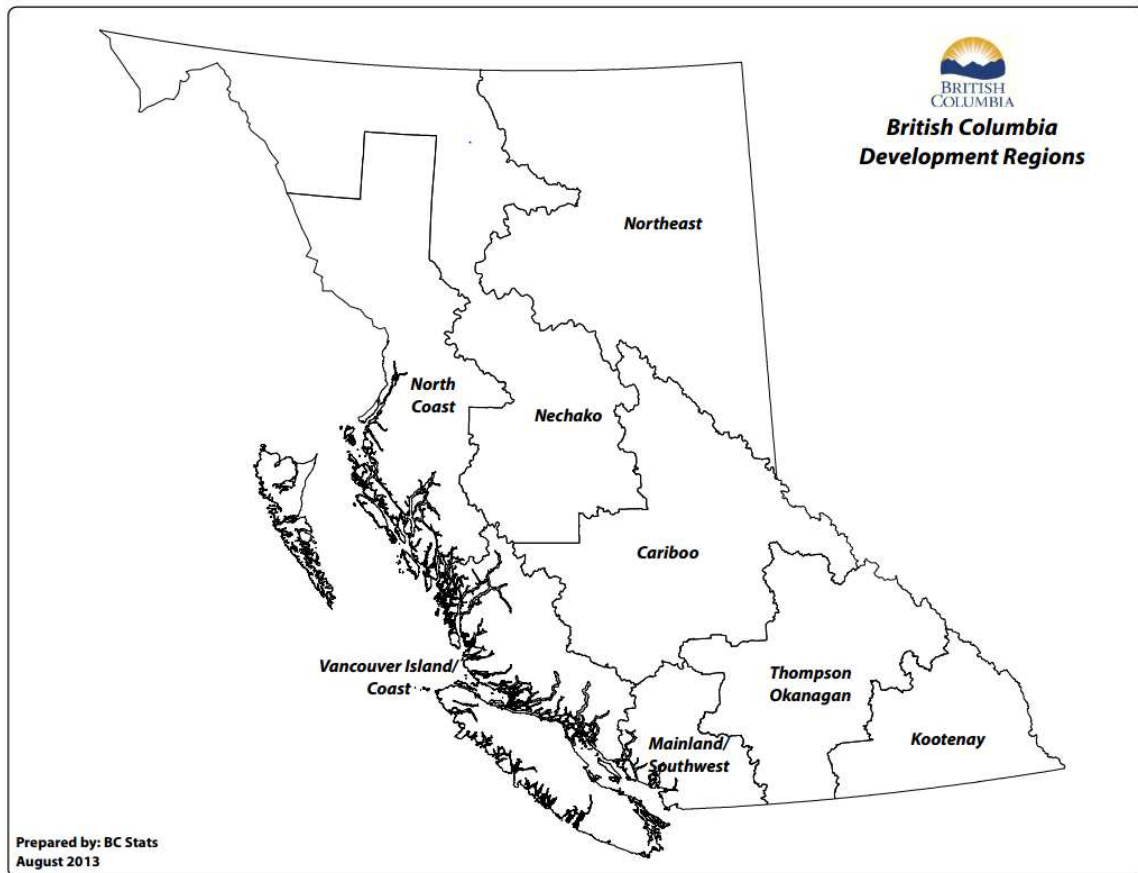 BRITISH
COLUMBIA
British Columbia
Development Regions
Northeast
North
Coast
Nechako
Cariboo
Vancouver Island/
Coast
Thompson
Okanagan
Mainland/
Southwest
Kootenay
Prepared by: BC Stats
August 2013